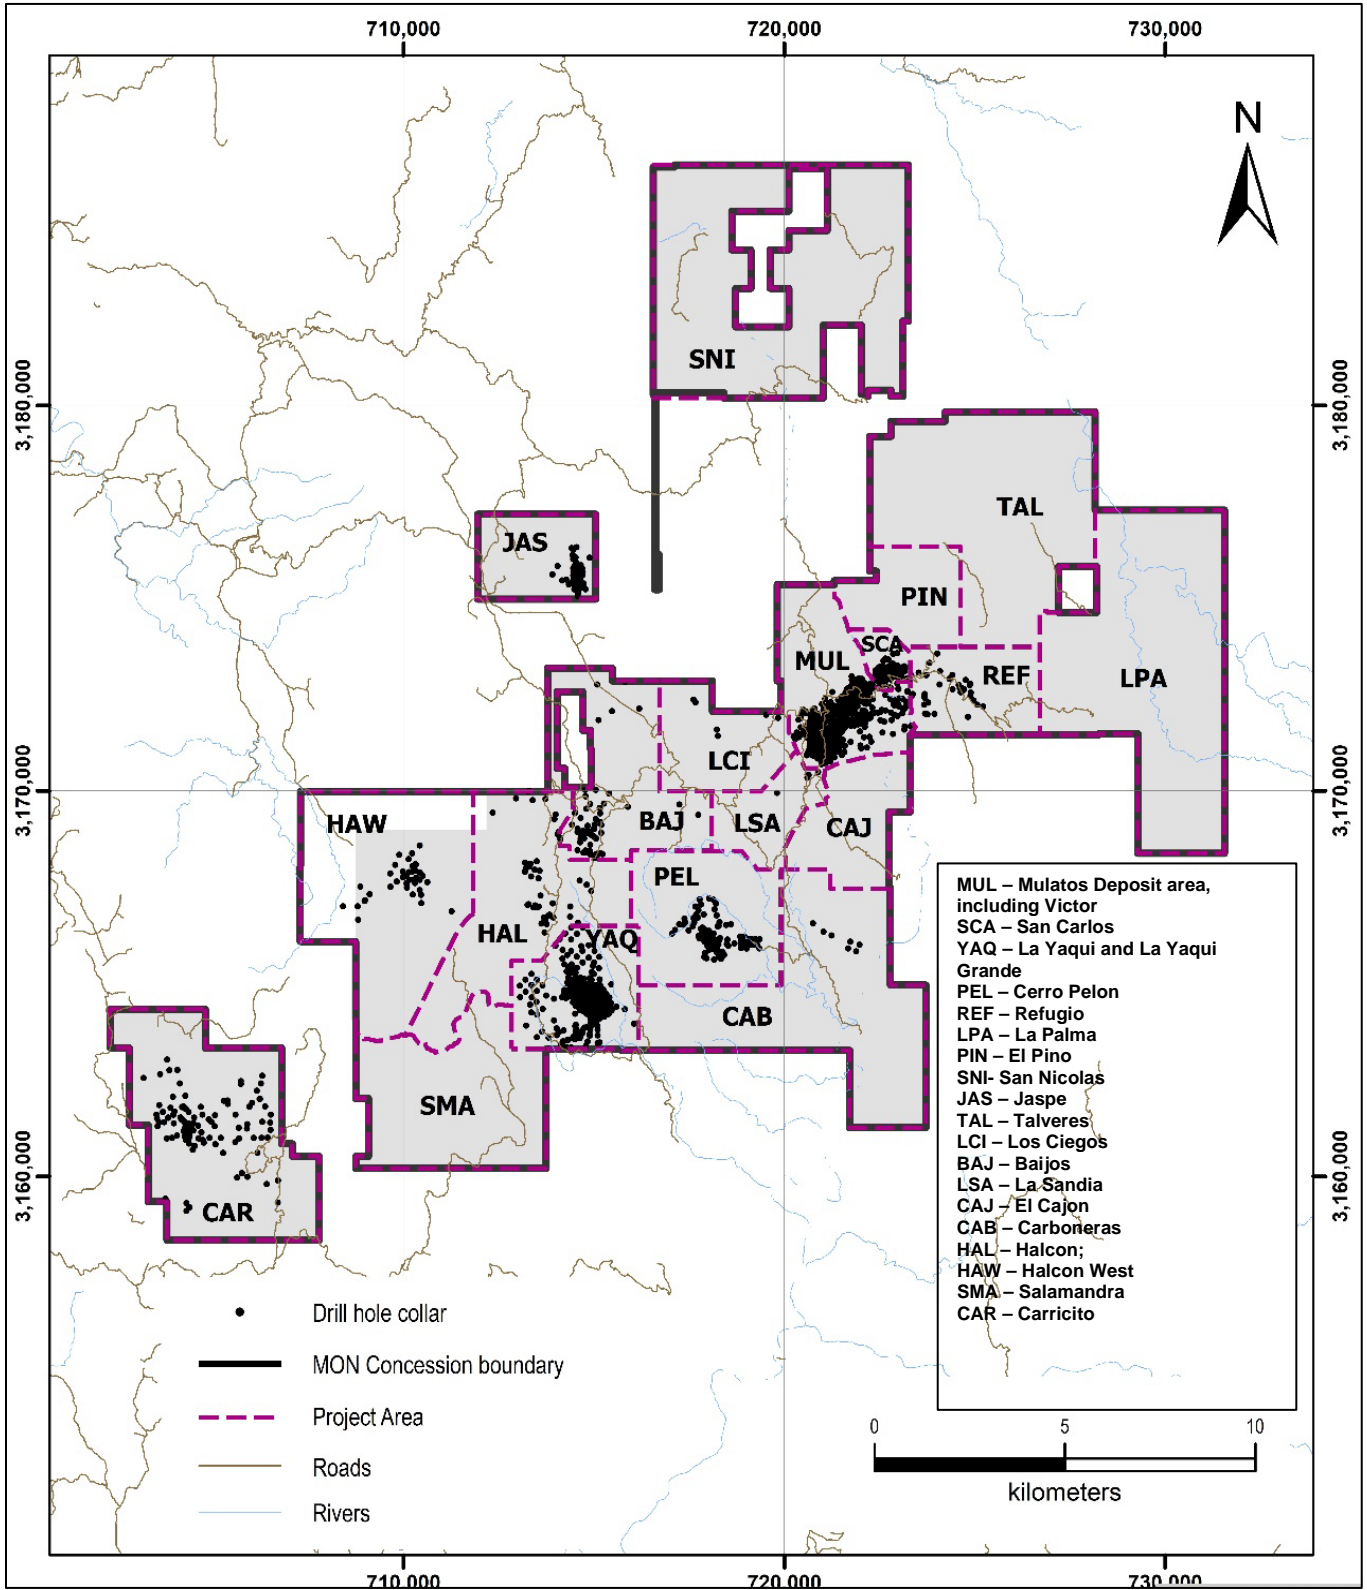 710,000 720,000 730,000
N
SNI
3,180,000 3,180,000
TAL
JAS
PIN
SCA
MUL
REF
LPA
LCI
3,170,000 3,170,000
HAW
BAJ
LSA
CAJ
PEL
HAL
YAQ
CAB
SMA
3,160,000 3,160,000
CAR
MUL – Mulatos Deposit area,
including Victor
SCA – San Carlos
YAQ – La Yaqui and La Yaqui
Grande
PEL – Cerro Pelon
REF – Refugio
LPA – La Palma
PIN – El Pino
SNI- San Nicolas
JAS – Jaspe
TAL – Talveres
LCI – Los Ciegos
BAJ – Baijos
LSA – La Sandia
CAJ – El Cajon
CAB – Carboneras
HAL – Halcon;
HAW – Halcon West
SMA – Salamandra
CAR – Carricito
Drill hole collar
MON Concession boundary
Project Area
Roads
Rivers
0 5 10
kilometers
710,000 720,000 730,000